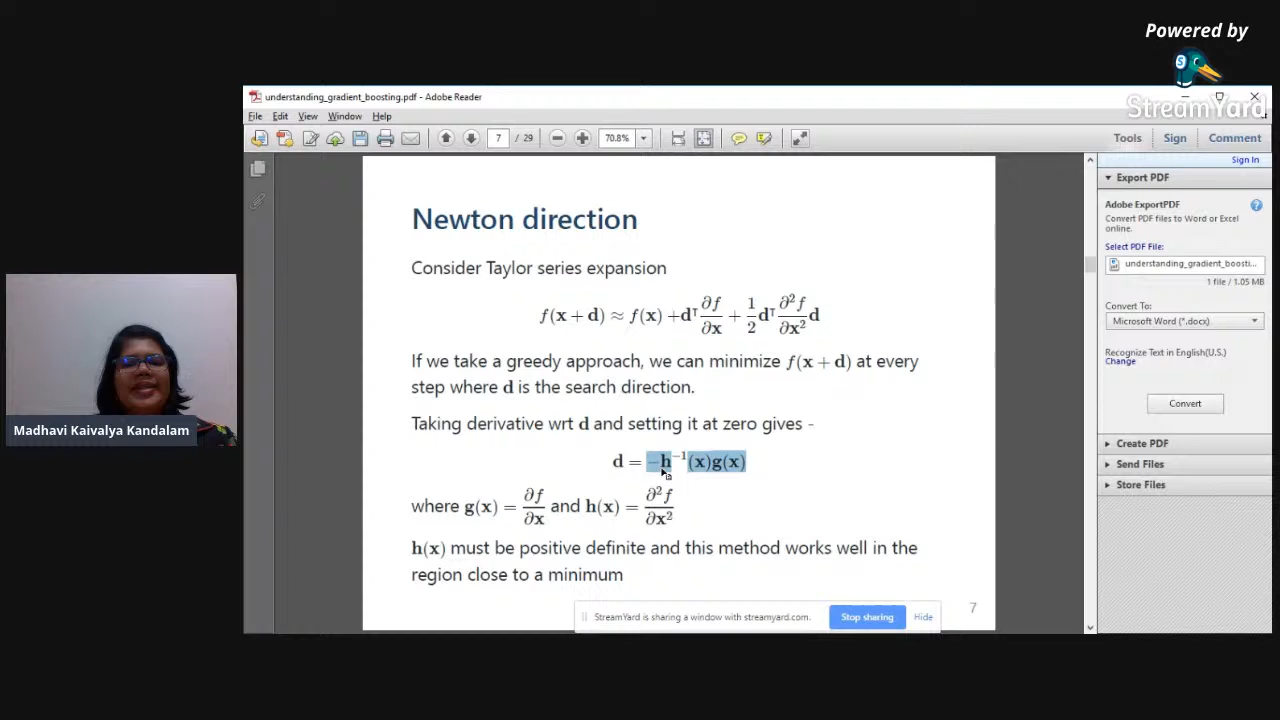 Powered by
S
StreamYard
understanding_gradient_boosting.pdf - Adobe Reader
File Edit View Window Help
7 / 29 70.8% Tools Sign Comment
Sign In
Export PDF
Adobe ExportPDF
Convert PDF files to Word or Excel
online.
Select PDF File:
understanding_gradient_boosti...
1 file / 1.05 MB
Convert To:
Microsoft Word (*.docx)
Recognize Text in English(U.S.)
Change
Convert
Create PDF
Send Files
Store Files
Newton direction
Consider Taylor series expansion
f(x + d) ≈ f(x) + dᵀ ∂f/∂x + 1/2 dᵀ ∂²f/∂x² d
If we take a greedy approach, we can minimize f(x + d) at every
step where d is the search direction.
Taking derivative wrt d and setting it at zero gives -
d = −h⁻¹(x)g(x)
where g(x) = ∂f/∂x and h(x) = ∂²f/∂x²
h(x) must be positive definite and this method works well in the
region close to a minimum
7
StreamYard is sharing a window with streamyard.com. Stop sharing Hide
Madhavi Kaivalya Kandalam